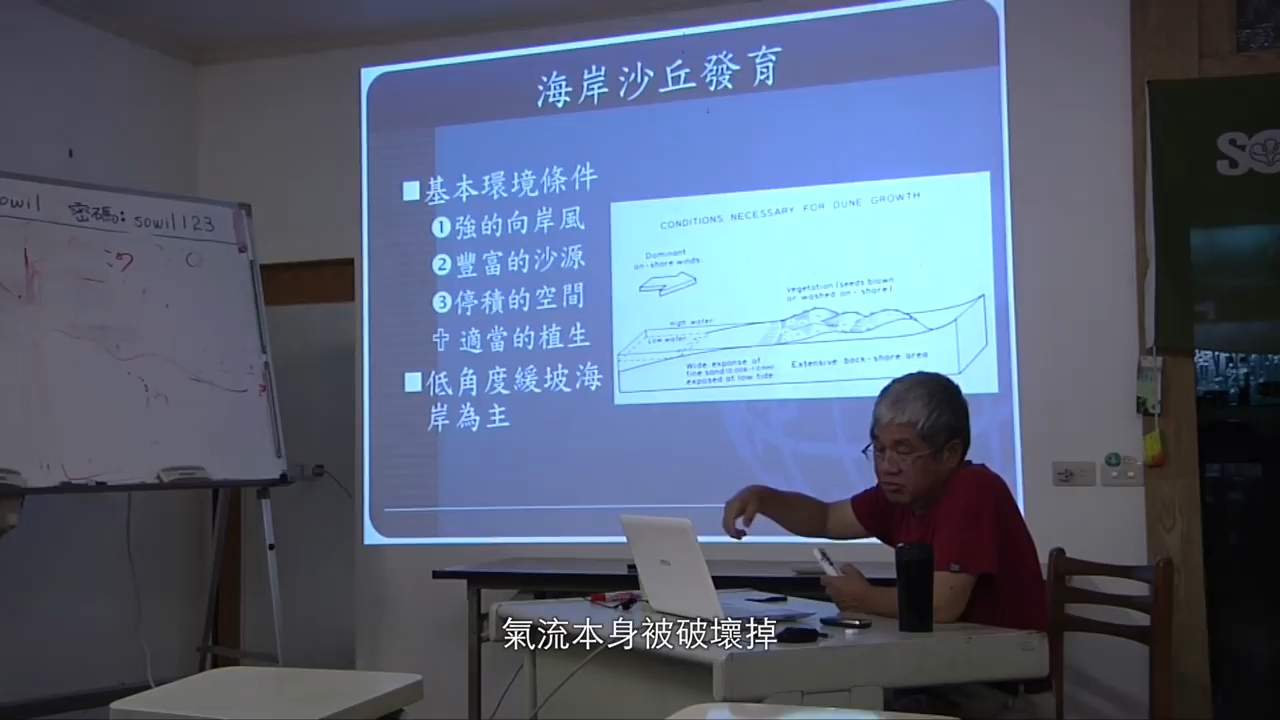 海岸沙丘發育
基本環境條件
❶強的向岸風
❷豐富的沙源
❸停積的空間
適當的植生
低角度緩坡海
岸為主
CONDITIONS NECESSARY FOR DUNE GROWTH
Dominant
on-shore winds.
Vegetation (seeds blown
or washed on-shore)
High water
Low water
Wide expanse of
exposed at low tide.
Extensive back-shore area
sowil
密碼: sowil123
氣流本身被破壞掉